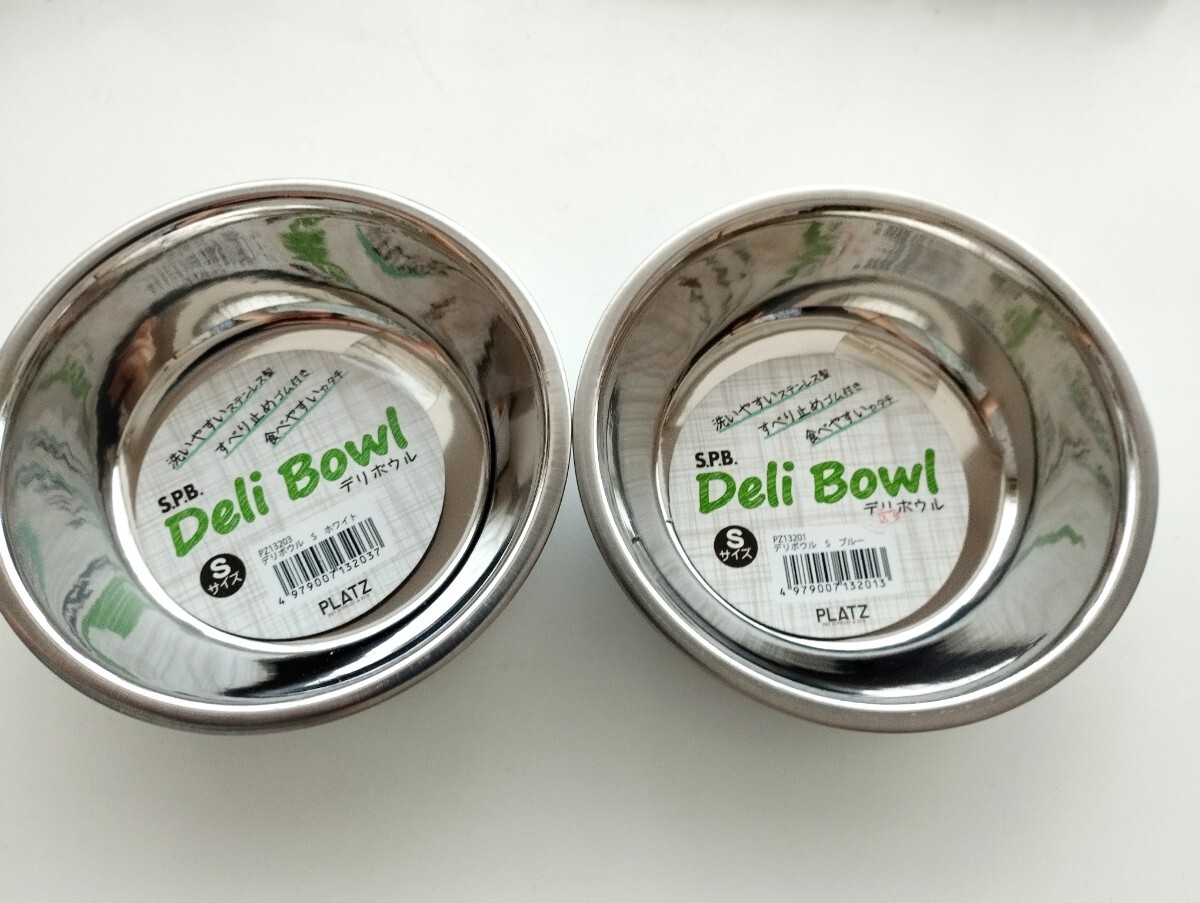 洗いやすいステンレス製
すべり止めゴム付き
食べやすいカタチ
S.P.B.
Deli Bowl
デリボウル
S
サイズ
PZ13203
デリボウル S ホワイト
4 979007 132037
PLATZ
洗いやすいステンレス製
すべり止めゴム付き
食べやすいカタチ
S.P.B.
Deli Bowl
デリボウル
S
サイズ
PZ13201
デリボウル S ブルー
4 979007 132013
PLATZ